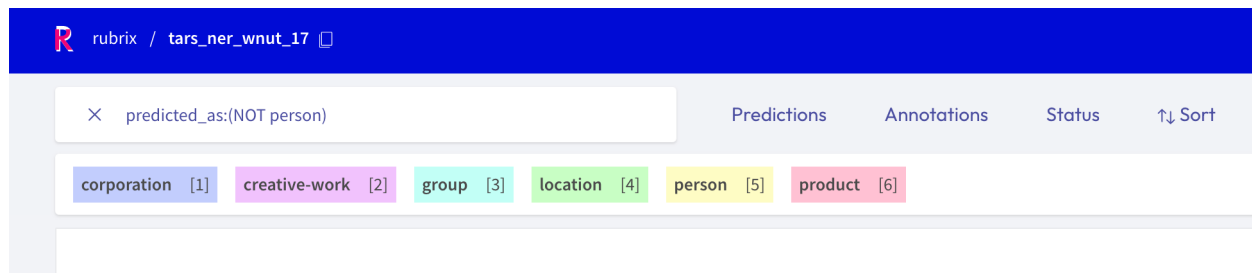 R rubrix / tars_ner_wnut_17
predicted_as:(NOT person) Predictions Annotations Status Sort
corporation [1] creative-work [2] group [3] location [4] person [5] product [6]